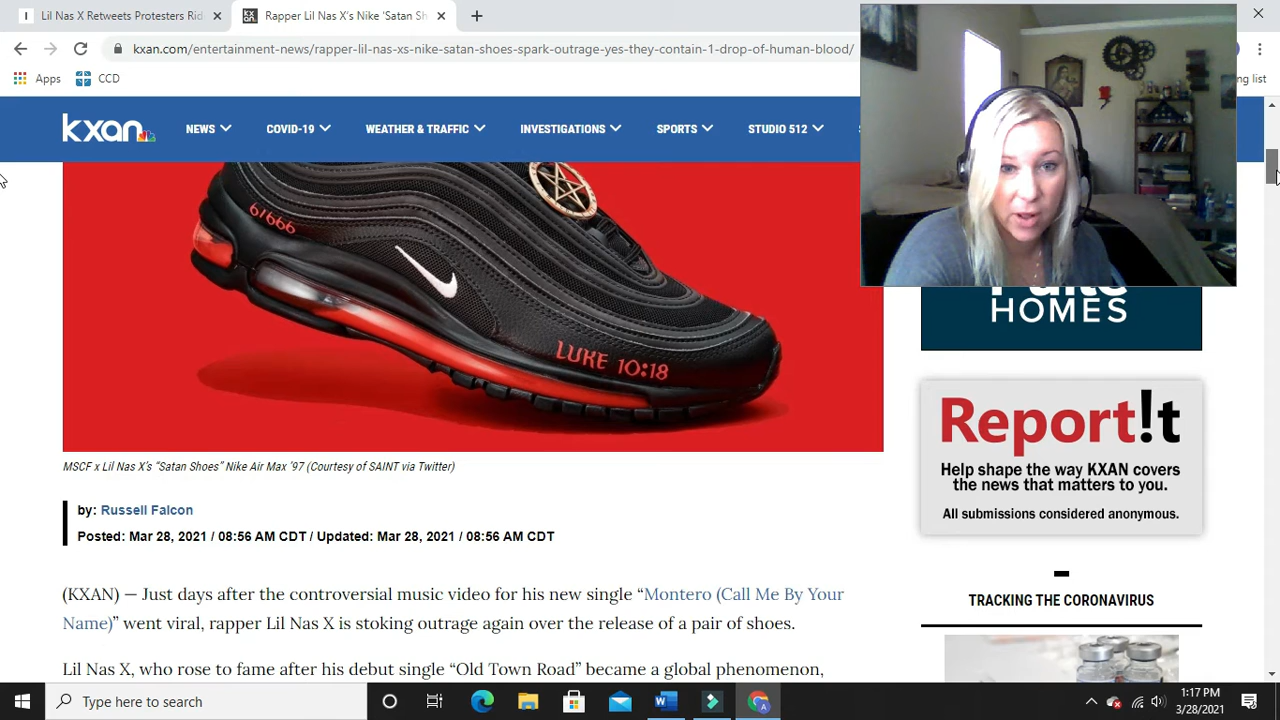 Lil Nas X Retweets Protesters Rid
Rapper Lil Nas X's Nike 'Satan Sh
kxan.com/entertainment-news/rapper-lil-nas-xs-nike-satan-shoes-spark-outrage-yes-they-contain-1-drop-of-human-blood/
Apps
CCD
ng list
kxan
NEWS
COVID-19
WEATHER & TRAFFIC
INVESTIGATIONS
SPORTS
STUDIO 512
6/666
LUKE 10:18
HOMES
MSCF x Lil Nas X's "Satan Shoes" Nike Air Max '97 (Courtesy of SAINT via Twitter)
by: Russell Falcon
Posted: Mar 28, 2021 / 08:56 AM CDT / Updated: Mar 28, 2021 / 08:56 AM CDT
Report!t
Help shape the way KXAN covers
the news that matters to you.
All submissions considered anonymous.
TRACKING THE CORONAVIRUS
(KXAN) — Just days after the controversial music video for his new single "Montero (Call Me By Your
Name)" went viral, rapper Lil Nas X is stoking outrage again over the release of a pair of shoes.
Lil Nas X, who rose to fame after his debut single "Old Town Road" became a global phenomenon,
Type here to search
1:17 PM
3/28/2021